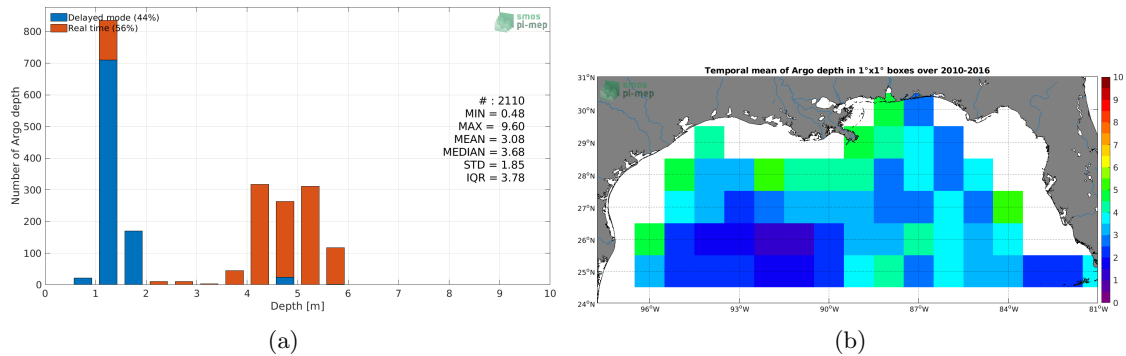 Delayed mode (44%)
Real time (56%)
smos
pi-mep
Number of Argo depth
800
700
600
500
400
300
200
100
0
# : 2110
MIN = 0.48
MAX = 9.60
MEAN = 3.08
MEDIAN = 3.68
STD = 1.85
IQR = 3.78
0 1 2 3 4 5 6 7 8 9 10
Depth [m]
(a)
Temporal mean of Argo depth in 1°x1° boxes over 2010-2016
smos
pi-mep
31°N
30°N
29°N
28°N
27°N
26°N
25°N
24°N
96°W 93°W 90°W 87°W 84°W 81°W
10
9
8
7
6
5
4
3
2
1
0
(b)